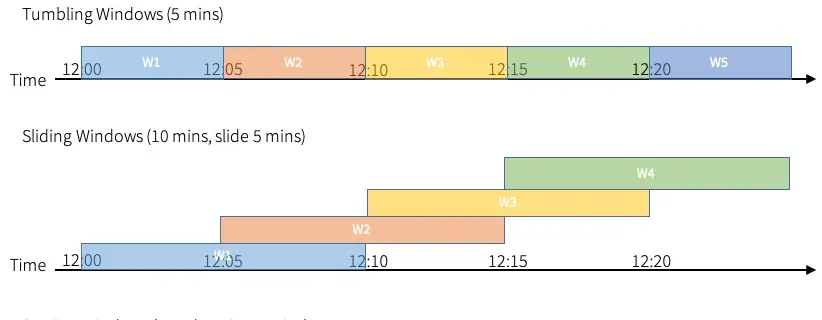 Tumbling Windows (5 mins)
W1 W2 W3 W4 W5
Time 12:00 12:05 12:10 12:15 12:20
Sliding Windows (10 mins, slide 5 mins)
W4
W3
W2
W1
Time 12:00 12:05 12:10 12:15 12:20